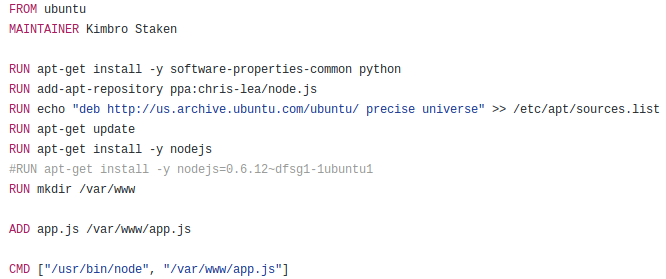 FROM ubuntu
MAINTAINER Kimbro Staken
RUN apt-get install -y software-properties-common python
RUN add-apt-repository ppa:chris-lea/node.js
RUN echo "deb http://us.archive.ubuntu.com/ubuntu/ precise universe" >> /etc/apt/sources.list
RUN apt-get update
RUN apt-get install -y nodejs
#RUN apt-get install -y nodejs=0.6.12~dfsg1-1ubuntu1
RUN mkdir /var/www
ADD app.js /var/www/app.js
CMD ["/usr/bin/node", "/var/www/app.js"]